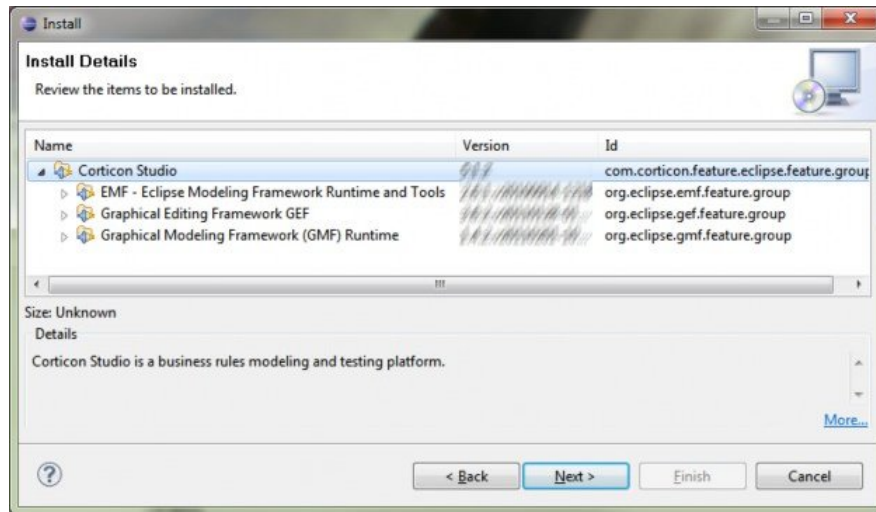 Install
Install Details
Review the items to be installed.
Name Version Id
Corticon Studio com.corticon.feature.eclipse.feature.group
EMF - Eclipse Modeling Framework Runtime and Tools org.eclipse.emf.feature.group
Graphical Editing Framework GEF org.eclipse.gef.feature.group
Graphical Modeling Framework (GMF) Runtime org.eclipse.gmf.feature.group
Size: Unknown
Details
Corticon Studio is a business rules modeling and testing platform.
More...
< Back Next > Finish Cancel